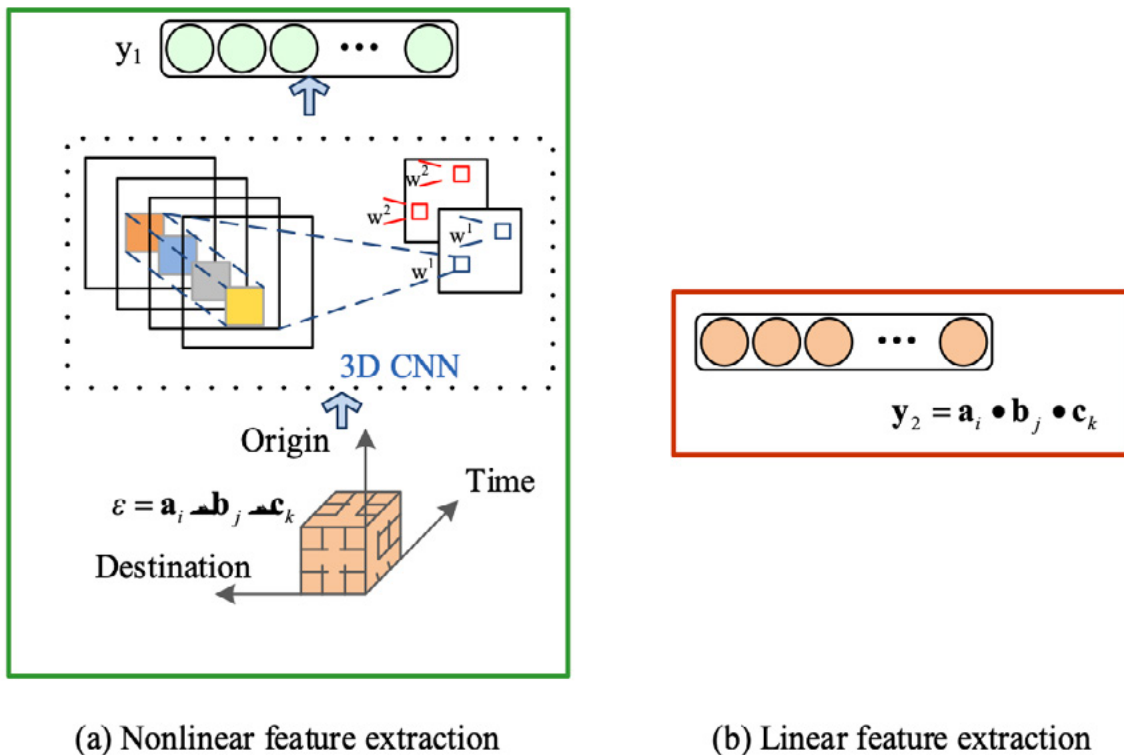 y₁ •••
w²
w²
w¹
w¹
3D CNN
Origin
Time
ε = aᵢ bⱼ cₖ
Destination
(a) Nonlinear feature extraction
•••
y₂ = aᵢ • bⱼ • cₖ
(b) Linear feature extraction